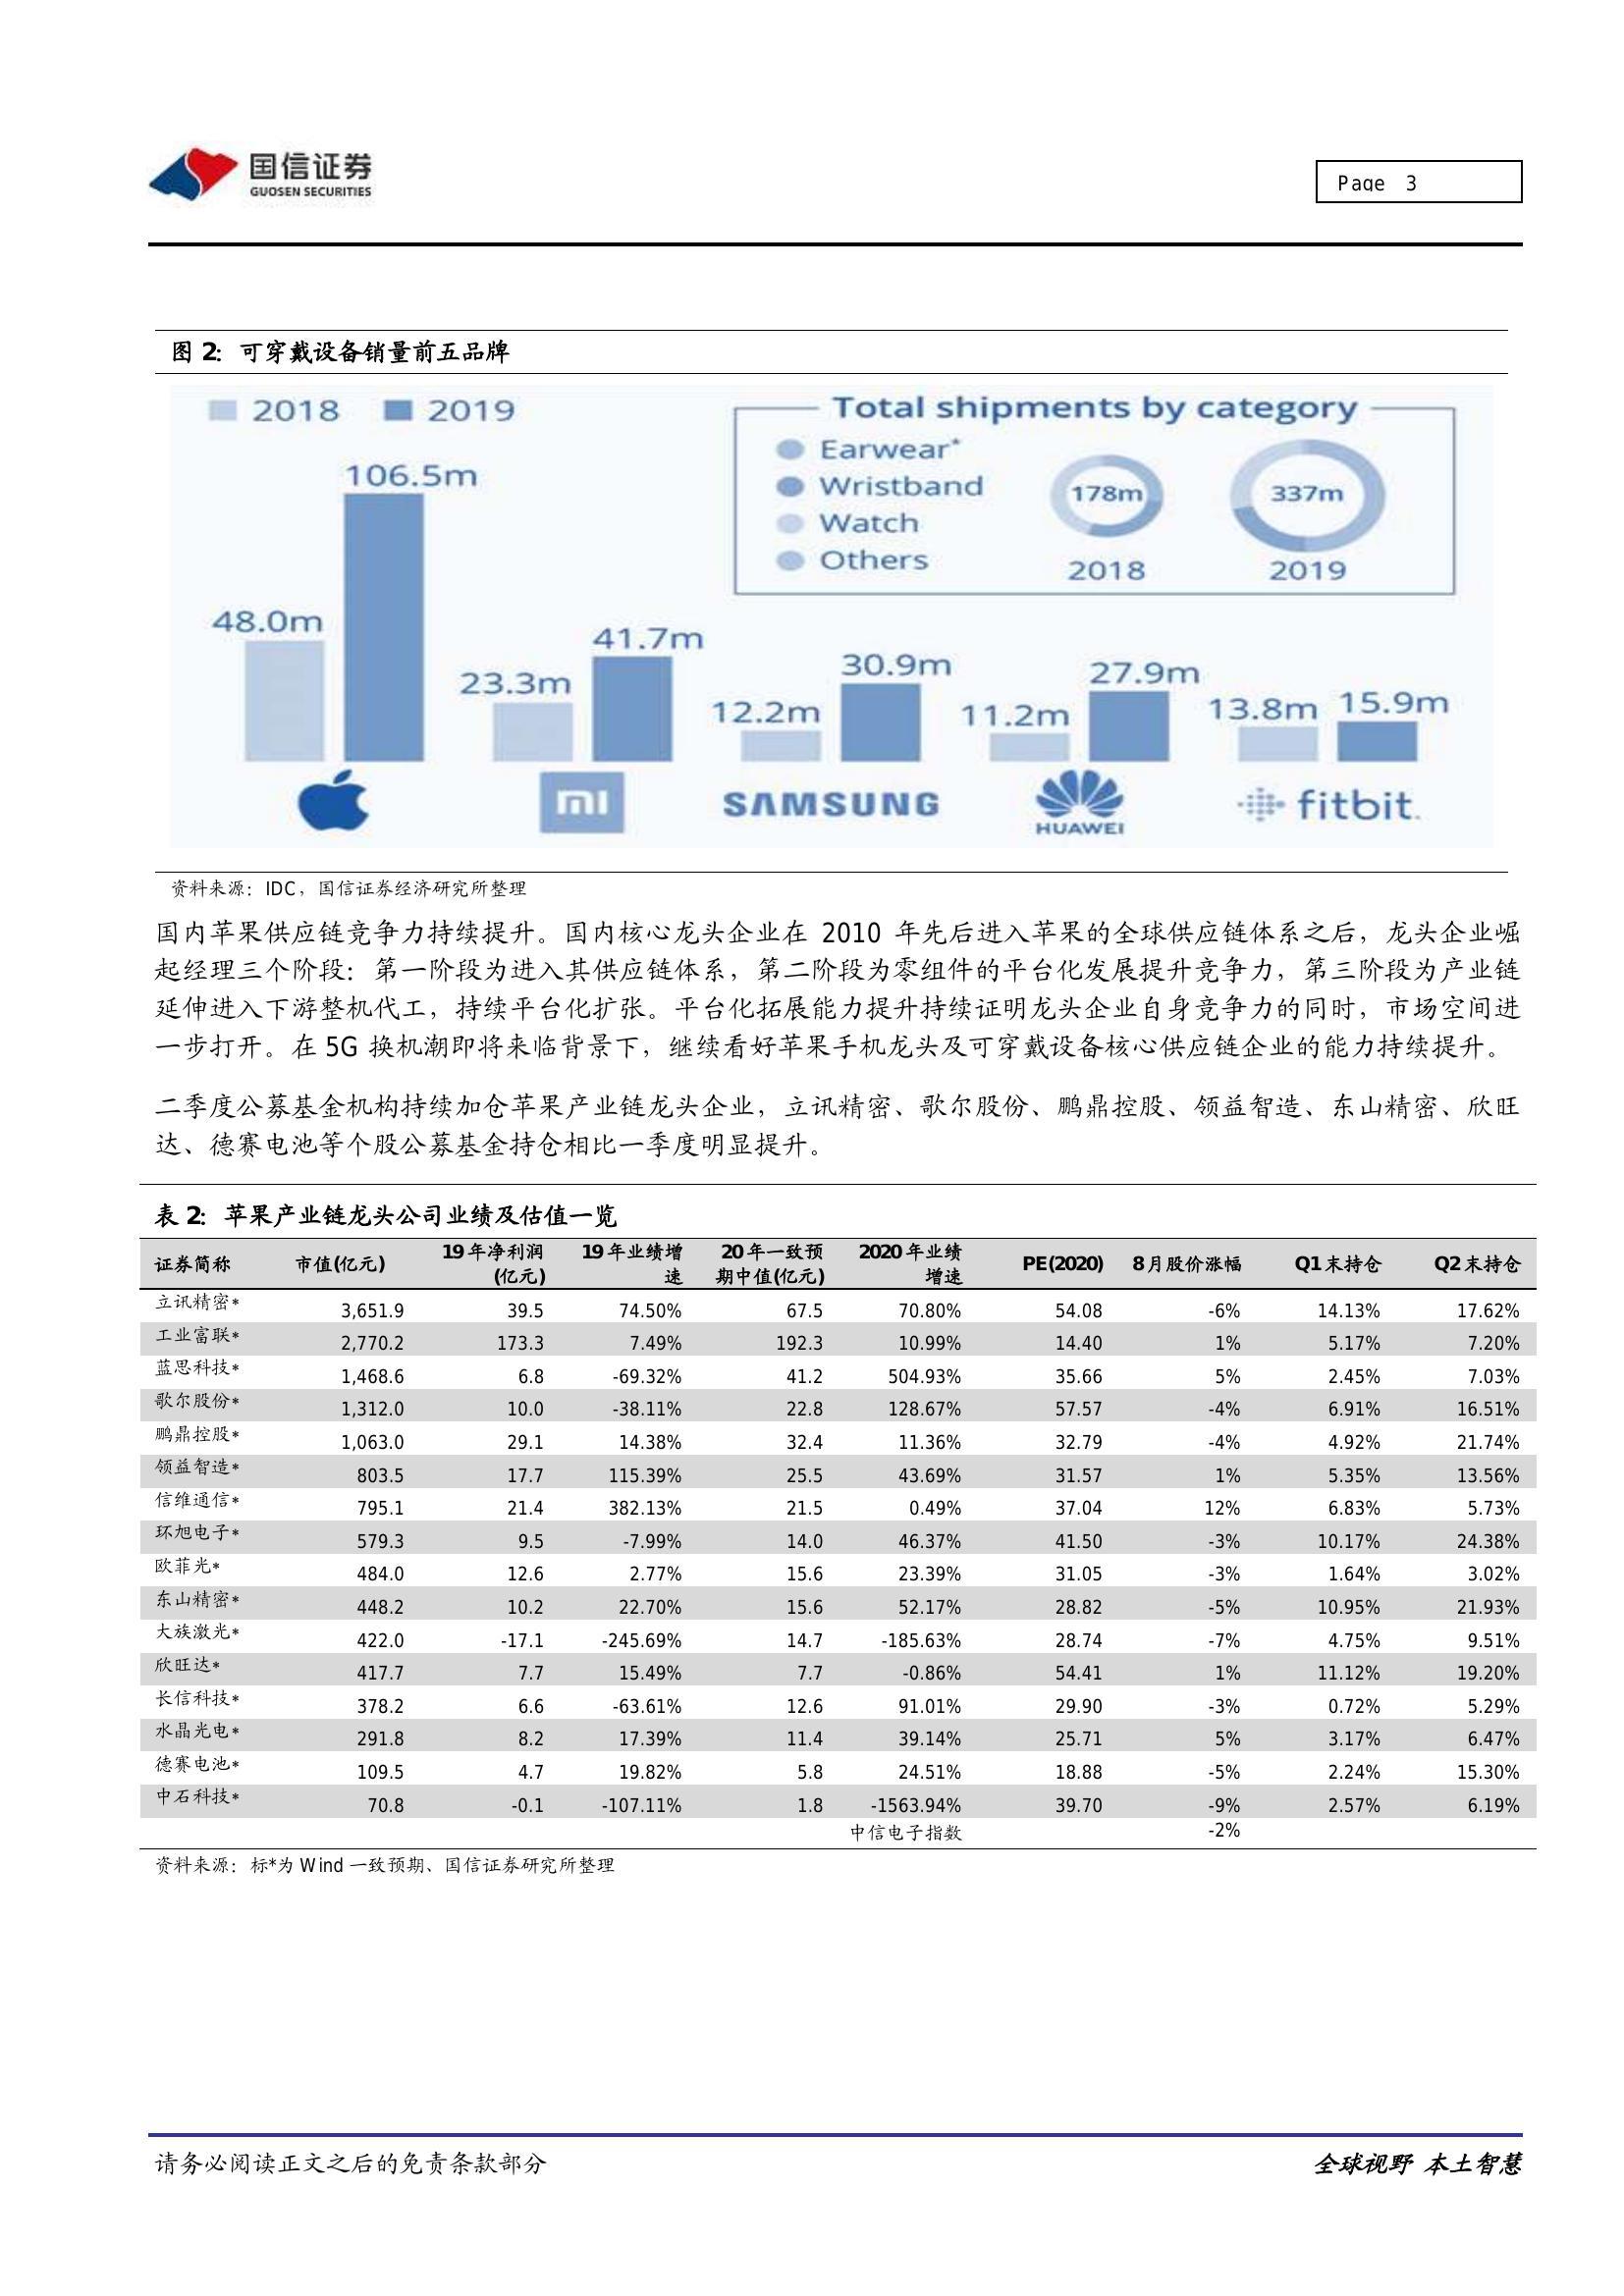 国信证券
GUOSEN SECURITIES
Page 3
图 2：可穿戴设备销量前五品牌
2018 2019
Total shipments by category
Earwear*
Wristband
Watch
Others
178m 337m
2018 2019
48.0m 106.5m
23.3m 41.7m
12.2m 30.9m
11.2m 27.9m
13.8m 15.9m
mi SAMSUNG HUAWEI fitbit.
资料来源：IDC，国信证券经济研究所整理
国内苹果供应链竞争力持续提升。国内核心龙头企业在 2010 年先后进入苹果的全球供应链体系之后，龙头企业崛
起经理三个阶段：第一阶段为进入其供应链体系，第二阶段为零组件的平台化发展提升竞争力，第三阶段为产业链
延伸进入下游整机代工，持续平台化扩张。平台化拓展能力提升持续证明龙头企业自身竞争力的同时，市场空间进
一步打开。在 5G 换机潮即将来临背景下，继续看好苹果手机龙头及可穿戴设备核心供应链企业的能力持续提升。
二季度公募基金机构持续加仓苹果产业链龙头企业，立讯精密、歌尔股份、鹏鼎控股、领益智造、东山精密、欣旺
达、德赛电池等个股公募基金持仓相比一季度明显提升。
表 2：苹果产业链龙头公司业绩及估值一览
证券简称 市值(亿元) 19 年净利润(亿元) 19 年业绩增速 20 年一致预期中值(亿元) 2020 年业绩增速 PE(2020) 8 月股价涨幅 Q1 末持仓 Q2 末持仓
立讯精密* 3,651.9 39.5 74.50% 67.5 70.80% 54.08 -6% 14.13% 17.62%
工业富联* 2,770.2 173.3 7.49% 192.3 10.99% 14.40 1% 5.17% 7.20%
蓝思科技* 1,468.6 6.8 -69.32% 41.2 504.93% 35.66 5% 2.45% 7.03%
歌尔股份* 1,312.0 10.0 -38.11% 22.8 128.67% 57.57 -4% 6.91% 16.51%
鹏鼎控股* 1,063.0 29.1 14.38% 32.4 11.36% 32.79 -4% 4.92% 21.74%
领益智造* 803.5 17.7 115.39% 25.5 43.69% 31.57 1% 5.35% 13.56%
信维通信* 795.1 21.4 382.13% 21.5 0.49% 37.04 12% 6.83% 5.73%
环旭电子* 579.3 9.5 -7.99% 14.0 46.37% 41.50 -3% 10.17% 24.38%
欧菲光* 484.0 12.6 2.77% 15.6 23.39% 31.05 -3% 1.64% 3.02%
东山精密* 448.2 10.2 22.70% 15.6 52.17% 28.82 -5% 10.95% 21.93%
大族激光* 422.0 -17.1 -245.69% 14.7 -185.63% 28.74 -7% 4.75% 9.51%
欣旺达* 417.7 7.7 15.49% 7.7 -0.86% 54.41 1% 11.12% 19.20%
长信科技* 378.2 6.6 -63.61% 12.6 91.01% 29.90 -3% 0.72% 5.29%
水晶光电* 291.8 8.2 17.39% 11.4 39.14% 25.71 5% 3.17% 6.47%
德赛电池* 109.5 4.7 19.82% 5.8 24.51% 18.88 -5% 2.24% 15.30%
中石科技* 70.8 -0.1 -107.11% 1.8 -1563.94% 39.70 -9% 2.57% 6.19%
中信电子指数 -2%
资料来源：标*为 Wind 一致预期、国信证券研究所整理
请务必阅读正文之后的免责条款部分
全球视野 本土智慧